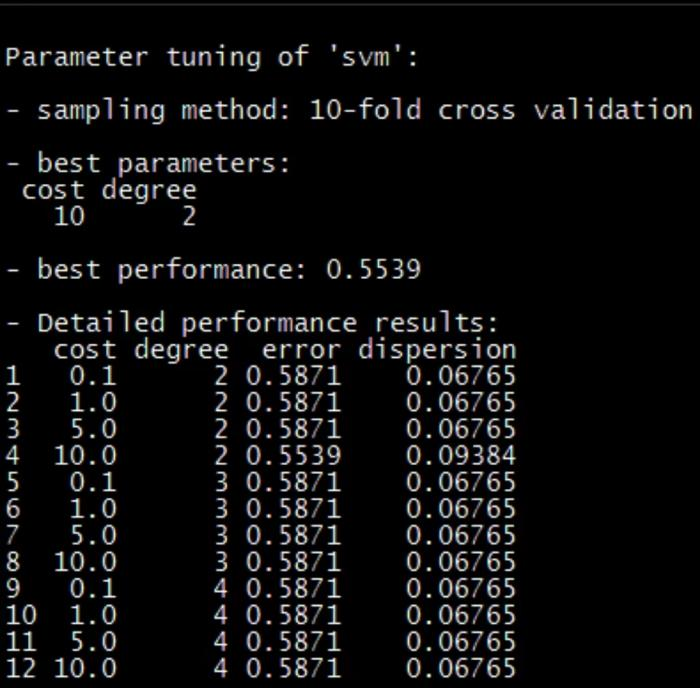 Parameter tuning of 'svm':
- sampling method: 10-fold cross validation
- best parameters:
cost degree
10 2
- best performance: 0.5539
- Detailed performance results:
cost degree error dispersion
1 0.1 2 0.5871 0.06765
2 1.0 2 0.5871 0.06765
3 5.0 2 0.5871 0.06765
4 10.0 2 0.5539 0.09384
5 0.1 3 0.5871 0.06765
6 1.0 3 0.5871 0.06765
7 5.0 3 0.5871 0.06765
8 10.0 3 0.5871 0.06765
9 0.1 4 0.5871 0.06765
10 1.0 4 0.5871 0.06765
11 5.0 4 0.5871 0.06765
12 10.0 4 0.5871 0.06765